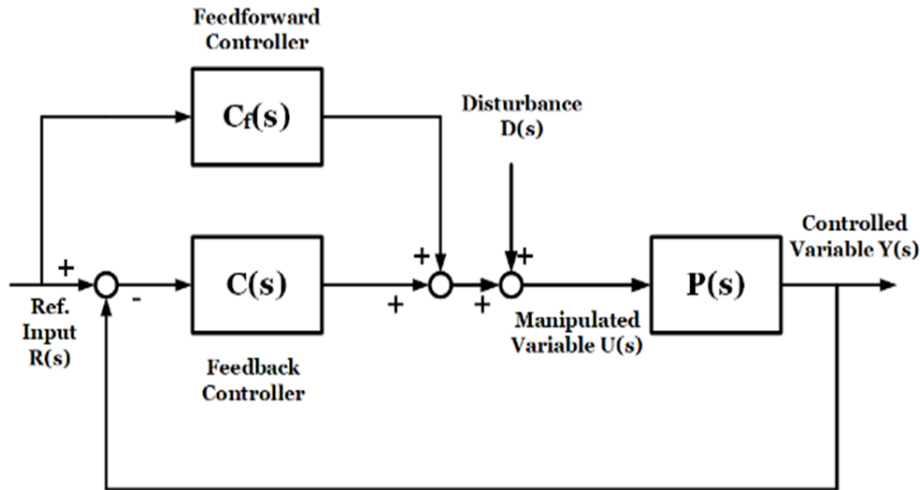 Feedforward
Controller
Cf(s)
Disturbance
D(s)
Controlled
Variable Y(s)
+
+
+
-
C(s)
+
+
P(s)
Ref.
Input
R(s)
Manipulated
Variable U(s)
Feedback
Controller